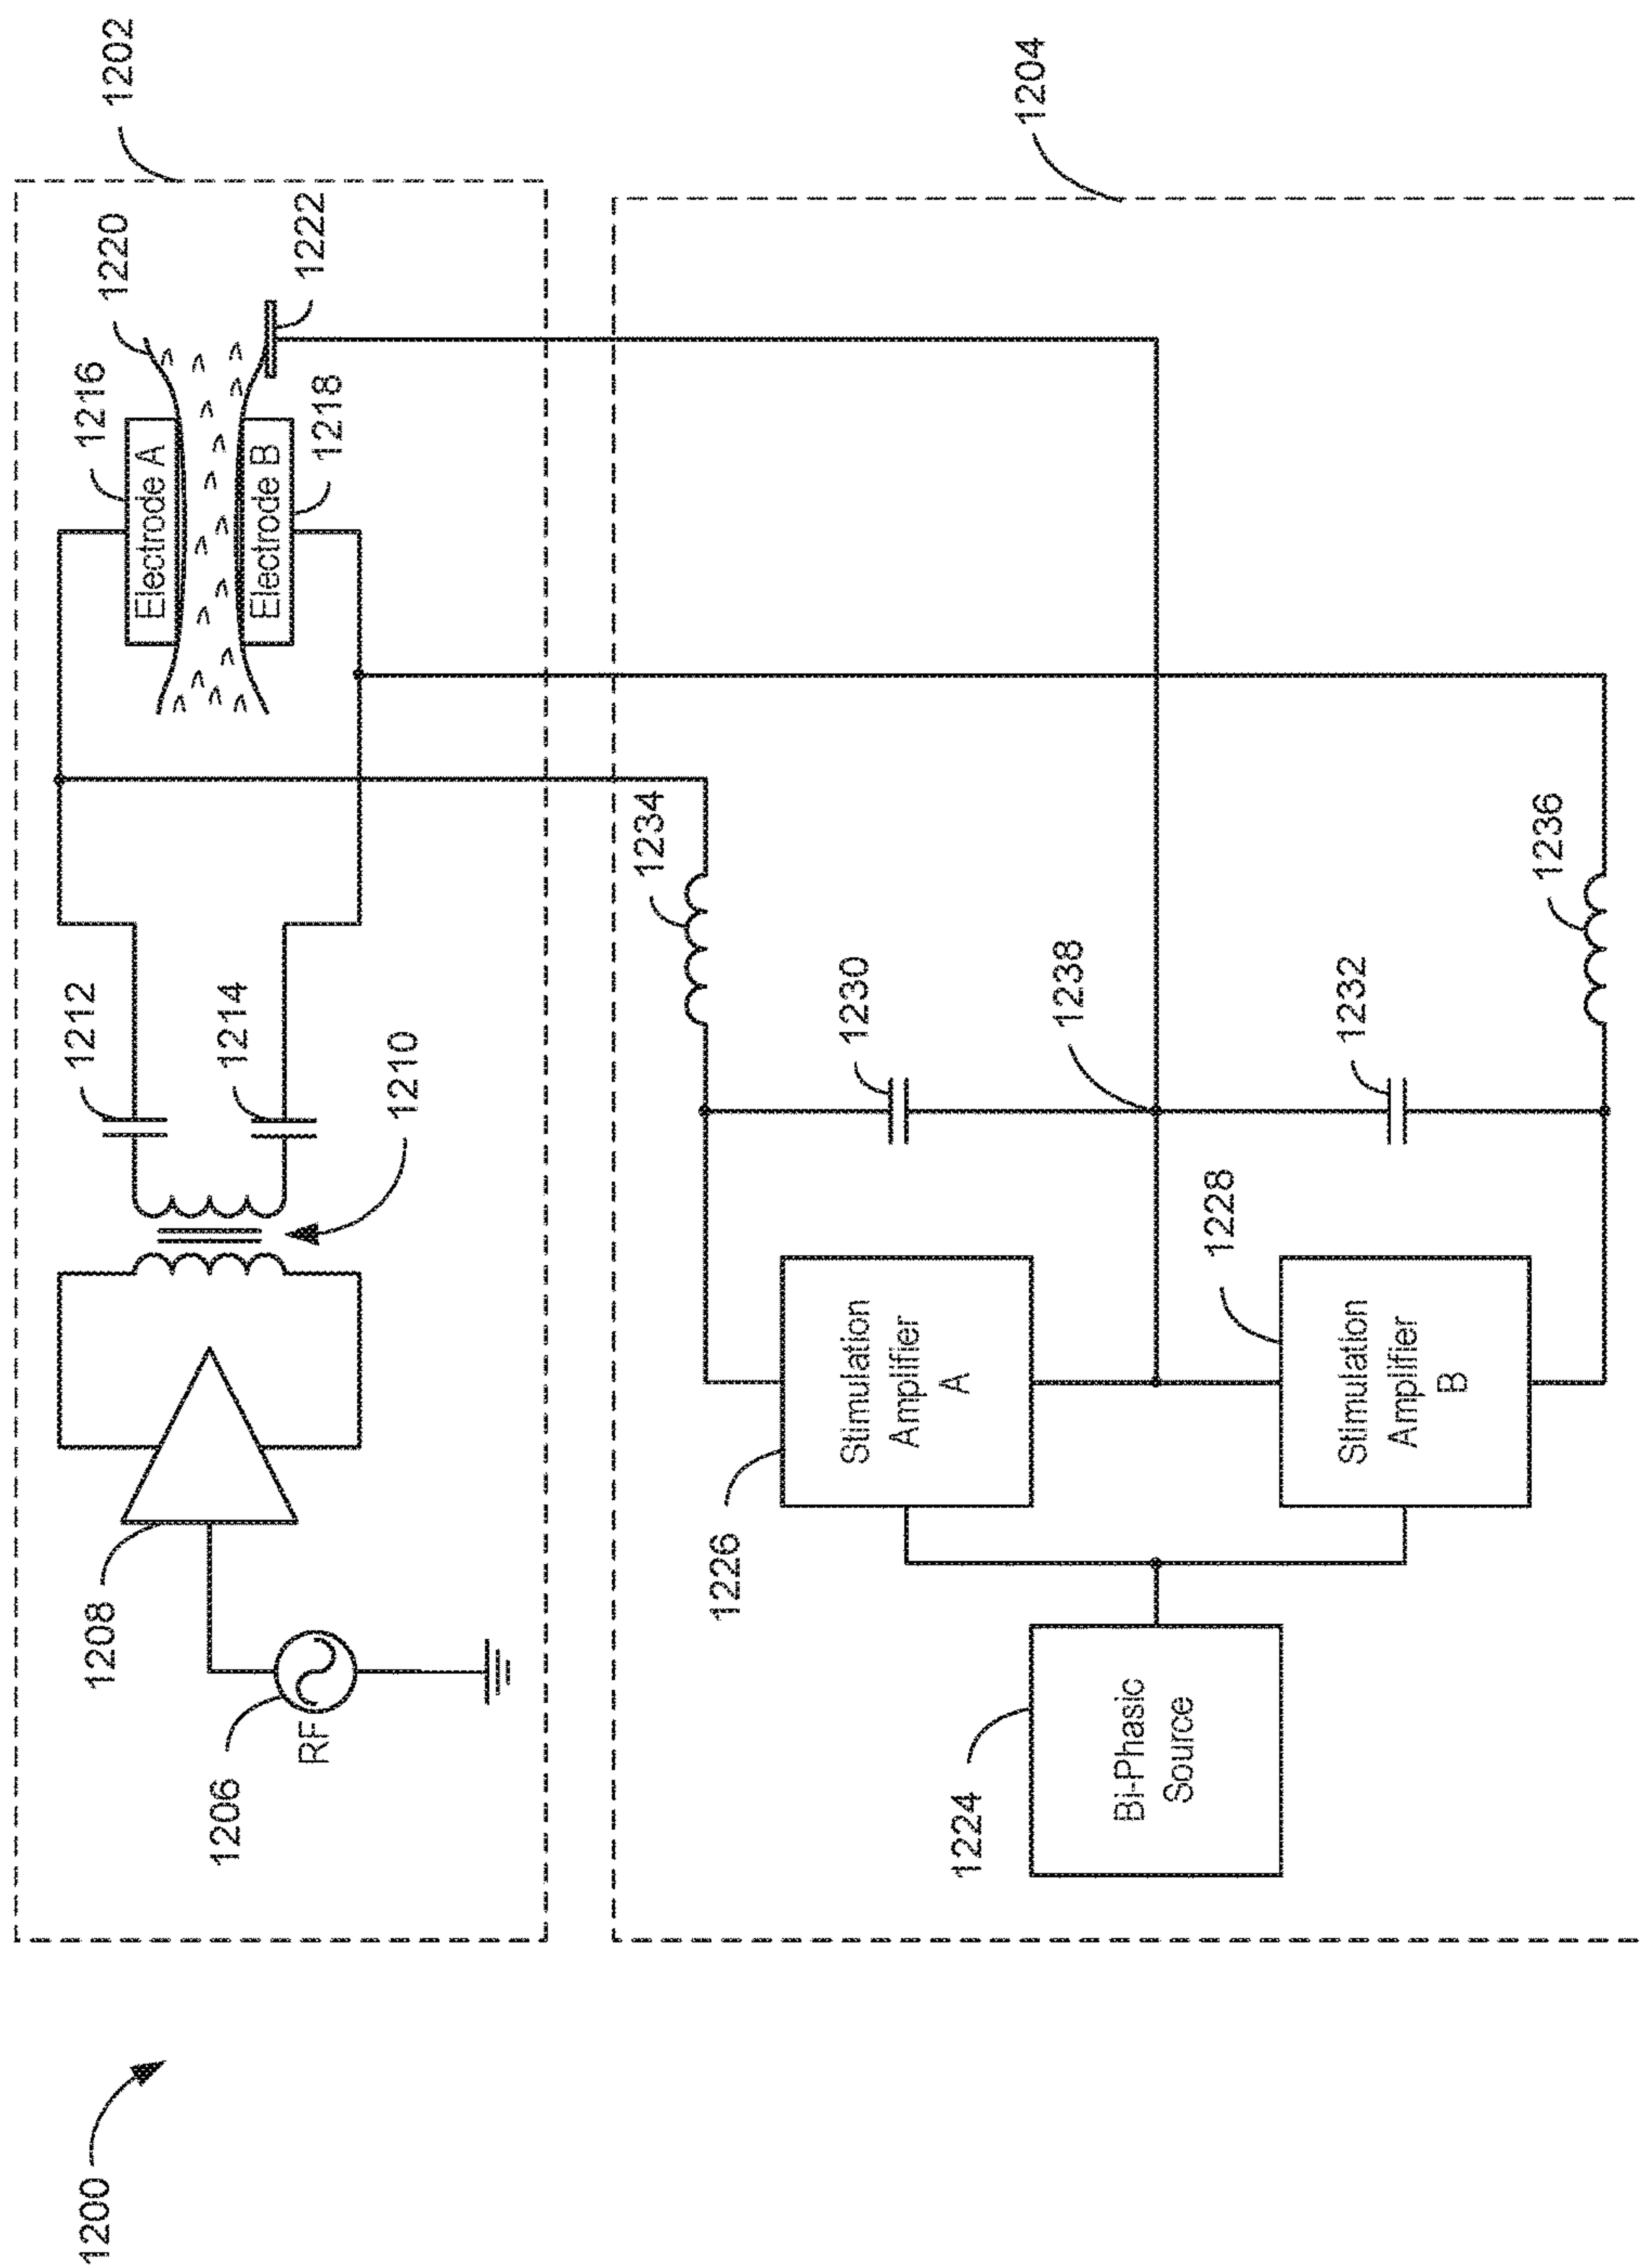 1200
1202
1206
RF
1208
1210
1212
1214
1216
Electrode A
1220
Electrode B
1218
1222
1204
1224
Bi-Phasic
Source
1226
Stimulation
Amplifier
A
1228
Stimulation
Amplifier
B
1234
1230
1238
1232
1236